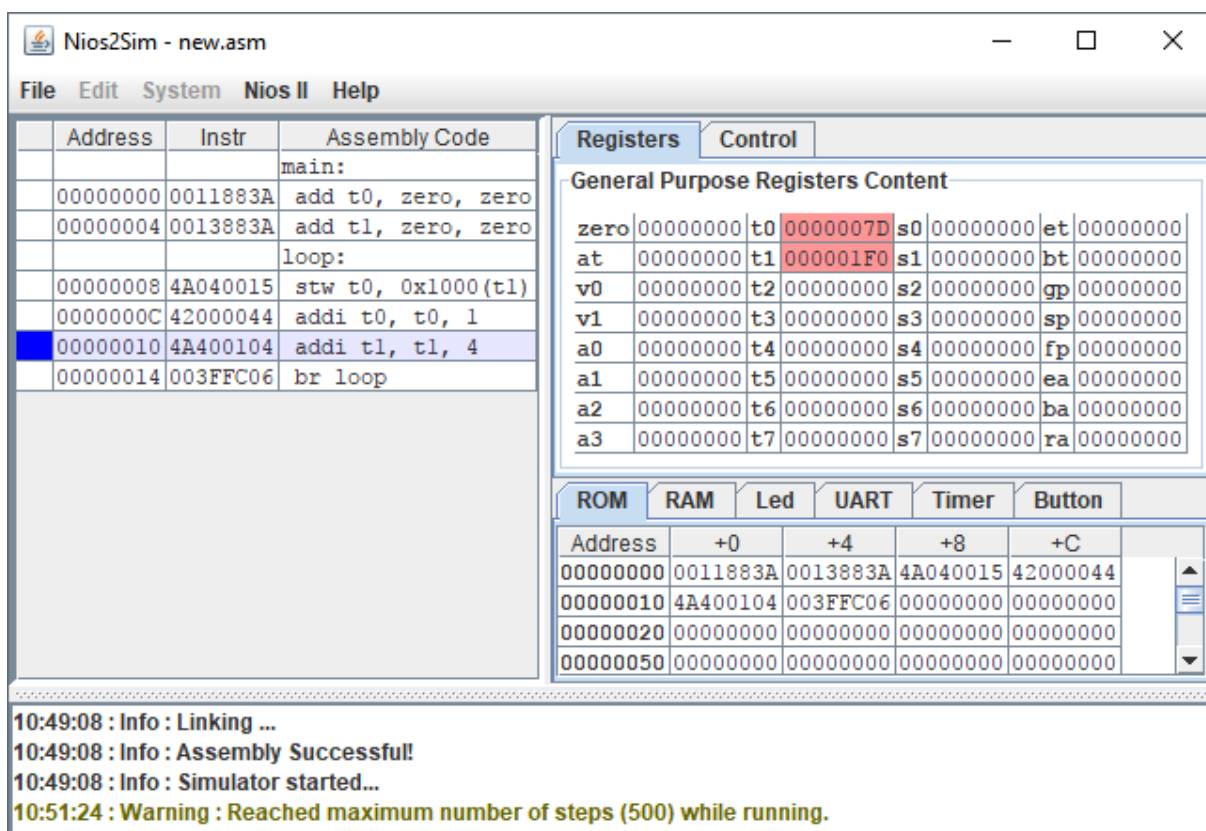 Nios2Sim - new.asm
File Edit System Nios II Help
Address Instr Assembly Code
main:
00000000 0011883A add t0, zero, zero
00000004 0013883A add t1, zero, zero
loop:
00000008 4A040015 stw t0, 0x1000(t1)
0000000C 42000044 addi t0, t0, 1
00000010 4A400104 addi t1, t1, 4
00000014 003FFC06 br loop
Registers Control
General Purpose Registers Content
zero 00000000 t0 0000007D s0 00000000 et 00000000
at 00000000 t1 000001F0 s1 00000000 bt 00000000
v0 00000000 t2 00000000 s2 00000000 gp 00000000
v1 00000000 t3 00000000 s3 00000000 sp 00000000
a0 00000000 t4 00000000 s4 00000000 fp 00000000
a1 00000000 t5 00000000 s5 00000000 ea 00000000
a2 00000000 t6 00000000 s6 00000000 ba 00000000
a3 00000000 t7 00000000 s7 00000000 ra 00000000
ROM RAM Led UART Timer Button
Address +0 +4 +8 +C
00000000 0011883A 0013883A 4A040015 42000044
00000010 4A400104 003FFC06 00000000 00000000
00000020 00000000 00000000 00000000 00000000
00000050 00000000 00000000 00000000 00000000
10:49:08 : Info : Linking ...
10:49:08 : Info : Assembly Successful!
10:49:08 : Info : Simulator started...
10:51:24 : Warning : Reached maximum number of steps (500) while running.